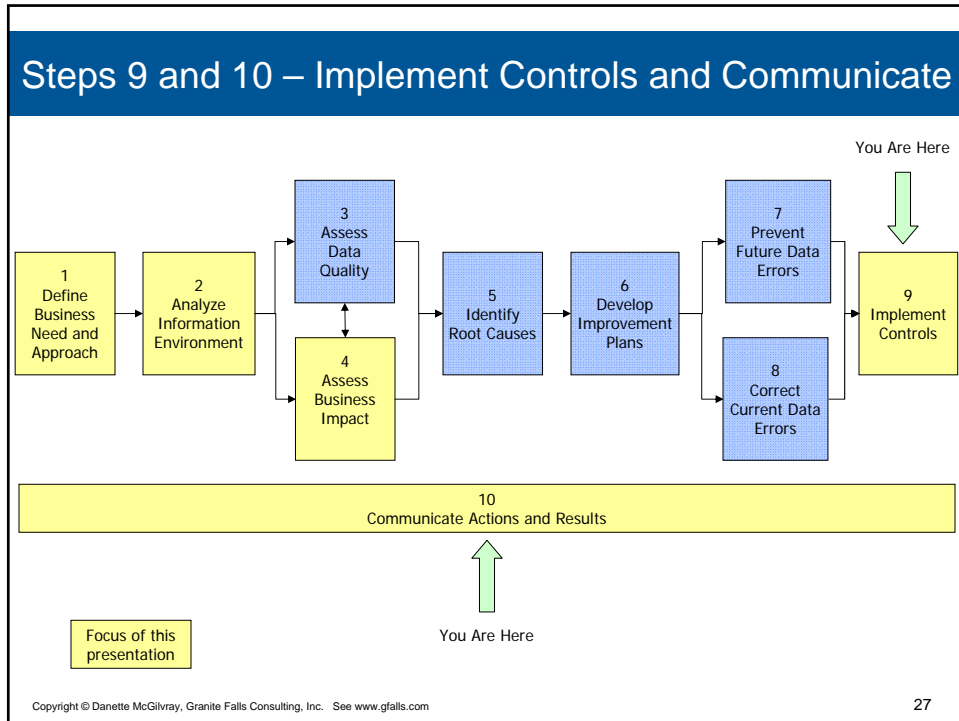 Steps 9 and 10 – Implement Controls and Communicate
You Are Here
1
Define
Business
Need and
Approach
2
Analyze
Information
Environment
3
Assess
Data
Quality
4
Assess
Business
Impact
5
Identify
Root Causes
6
Develop
Improvement
Plans
7
Prevent
Future Data
Errors
8
Correct
Current Data
Errors
9
Implement
Controls
10
Communicate Actions and Results
You Are Here
Focus of this
presentation
Copyright © Danette McGilvray, Granite Falls Consulting, Inc. See www.gfalls.com
27